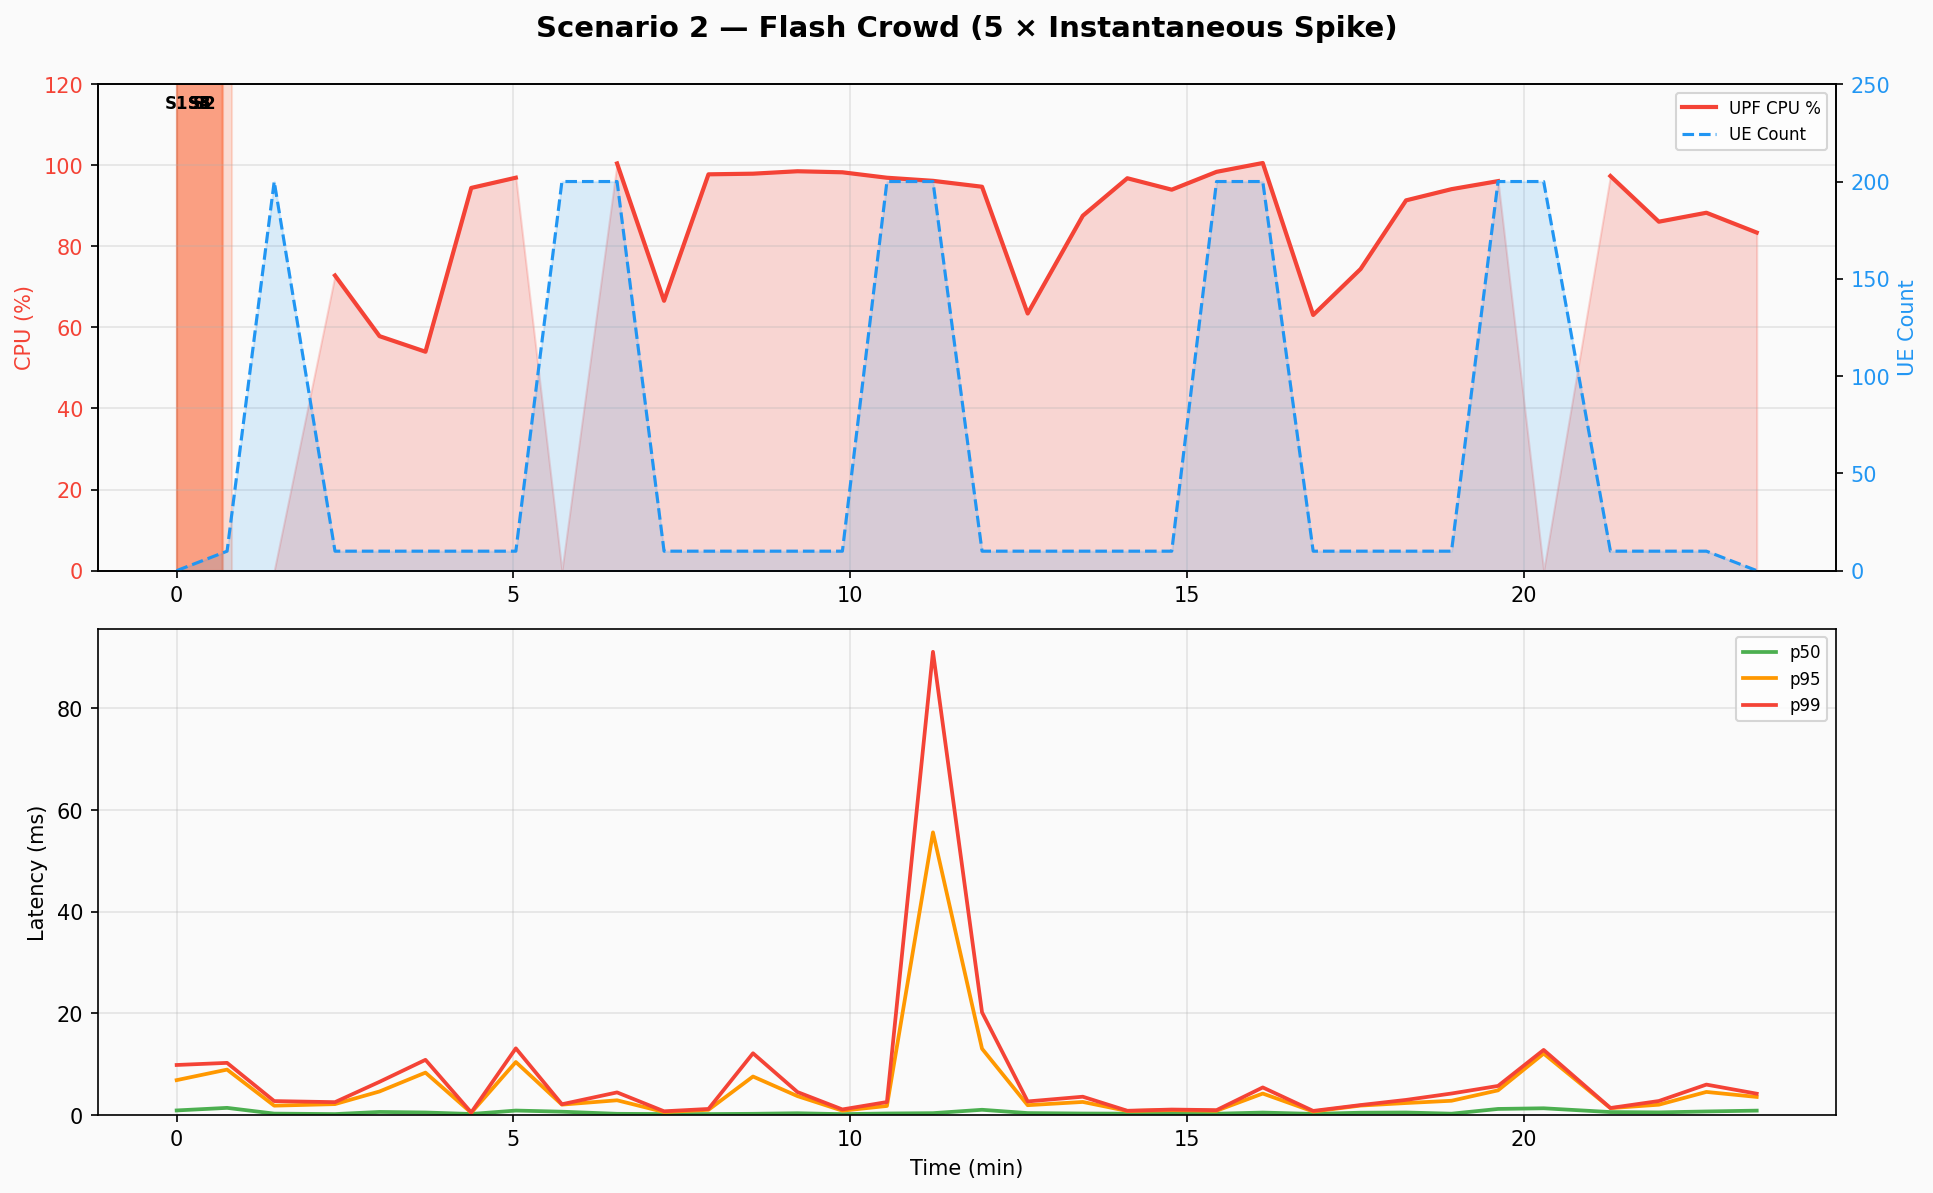 Scenario 2 — Flash Crowd (5 × Instantaneous Spike)
120
100
80
60
40
20
0
CPU (%)
S1
250
200
150
100
50
0
UE Count
UPF CPU %
UE Count
0
5
10
15
20
80
60
40
20
0
Latency (ms)
p50
p95
p99
0
5
10
15
20
Time (min)